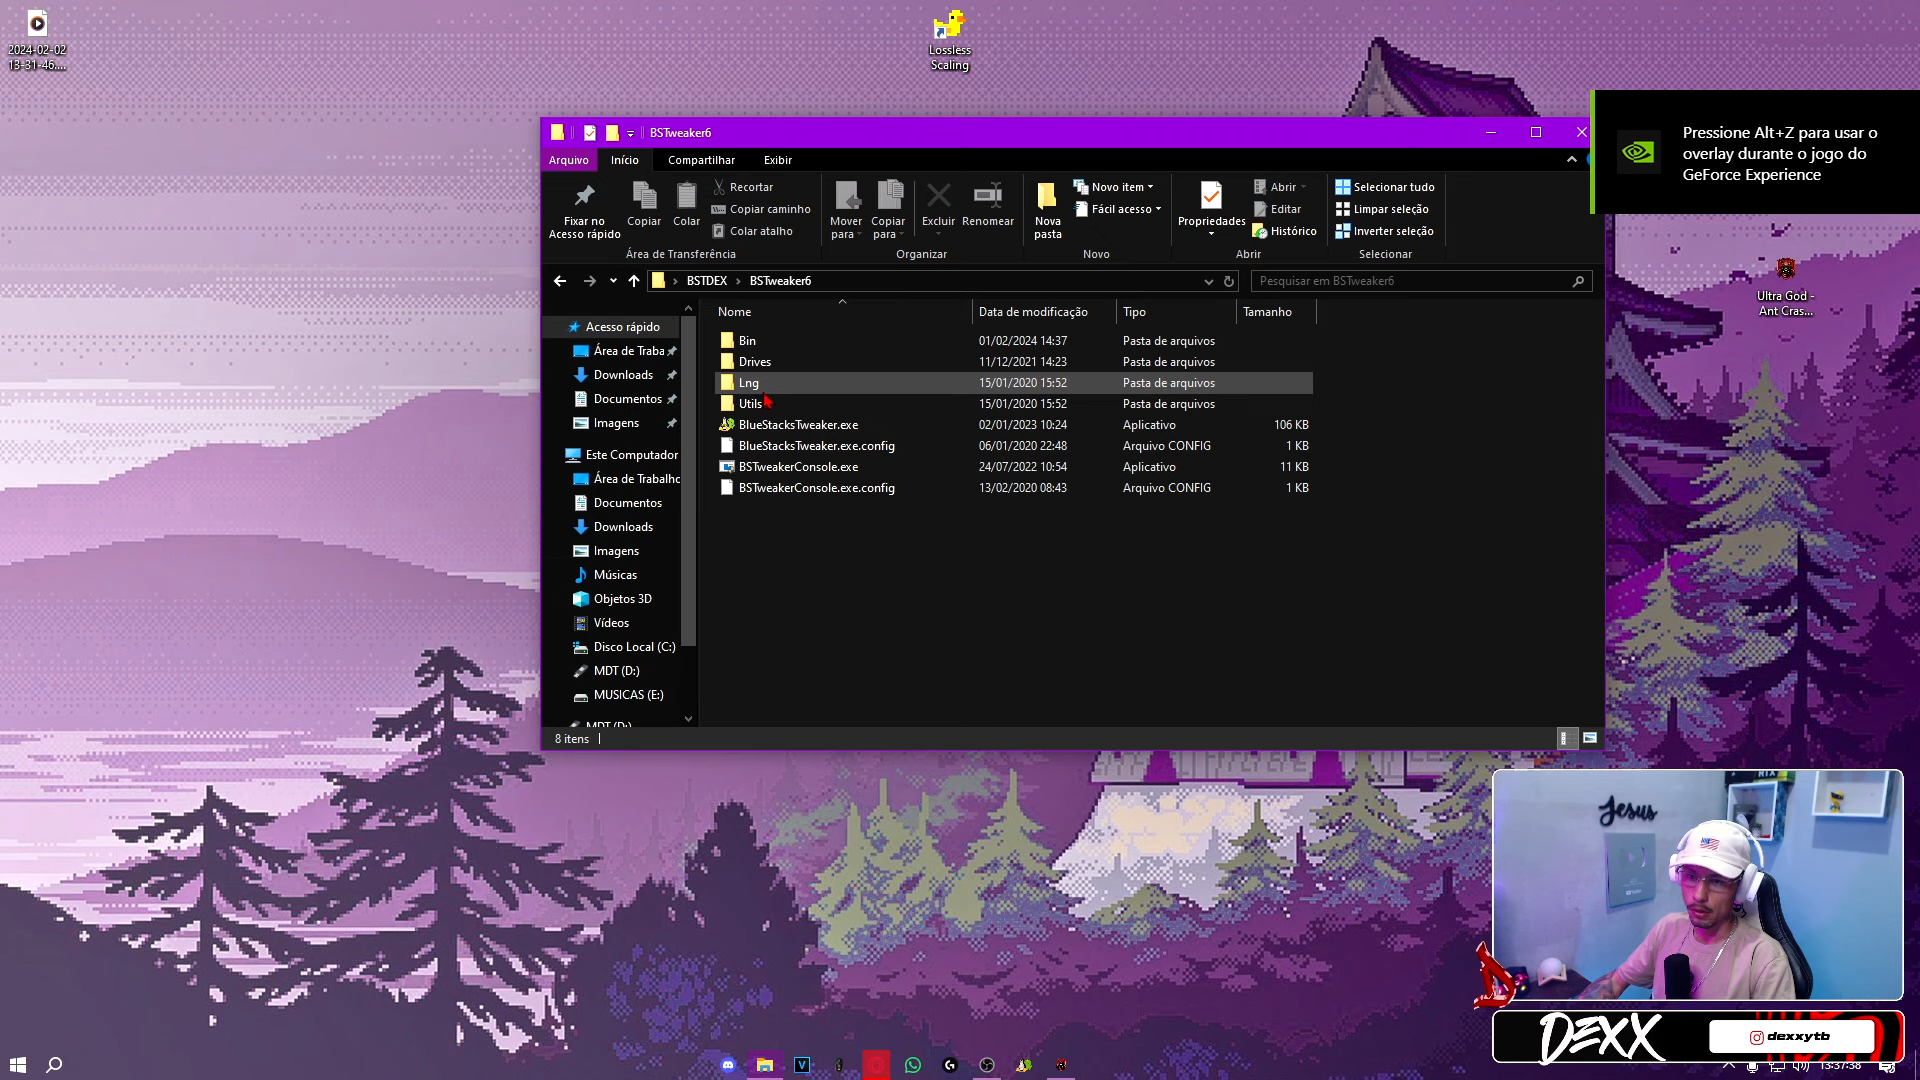 2024-02-02
13-31-46....
Lossless
Scaling
BSTweaker6
Arquivo
Início
Compartilhar
Exibir
Fixar no
Acesso rápido
Copiar
Colar
Recortar
Copiar caminho
Colar atalho
Área de Transferência
Mover
para
Copiar
para
Excluir
Renomear
Organizar
Nova
pasta
Novo item
Fácil acesso
Novo
Propriedades
Abrir
Editar
Histórico
Abrir
Selecionar tudo
Limpar seleção
Inverter seleção
Selecionar
Pressione Alt+Z para usar o
overlay durante o jogo do
GeForce Experience
BSTDEX > BSTweaker6
Pesquisar em BSTweaker6
Ultra God -
Ant Cras...
Acesso rápido
Área de Traba
Downloads
Documentos
Imagens
Este Computador
Área de Trabalho
Documentos
Downloads
Imagens
Músicas
Objetos 3D
Vídeos
Disco Local (C:)
MDT (D:)
MUSICAS (E:)
MDT (D:)
Nome Data de modificação Tipo Tamanho
Bin 01/02/2024 14:37 Pasta de arquivos
Drives 11/12/2021 14:23 Pasta de arquivos
Lng 15/01/2020 15:52 Pasta de arquivos
Utils 15/01/2020 15:52 Pasta de arquivos
BlueStacksTweaker.exe 02/01/2023 10:24 Aplicativo 106 KB
BlueStacksTweaker.exe.config 06/01/2020 22:48 Arquivo CONFIG 1 KB
BSTweakerConsole.exe 24/07/2022 10:54 Aplicativo 11 KB
BSTweakerConsole.exe.config 13/02/2020 08:43 Arquivo CONFIG 1 KB
8 itens
Jesus
DEXX
dexxytb
13:37:38